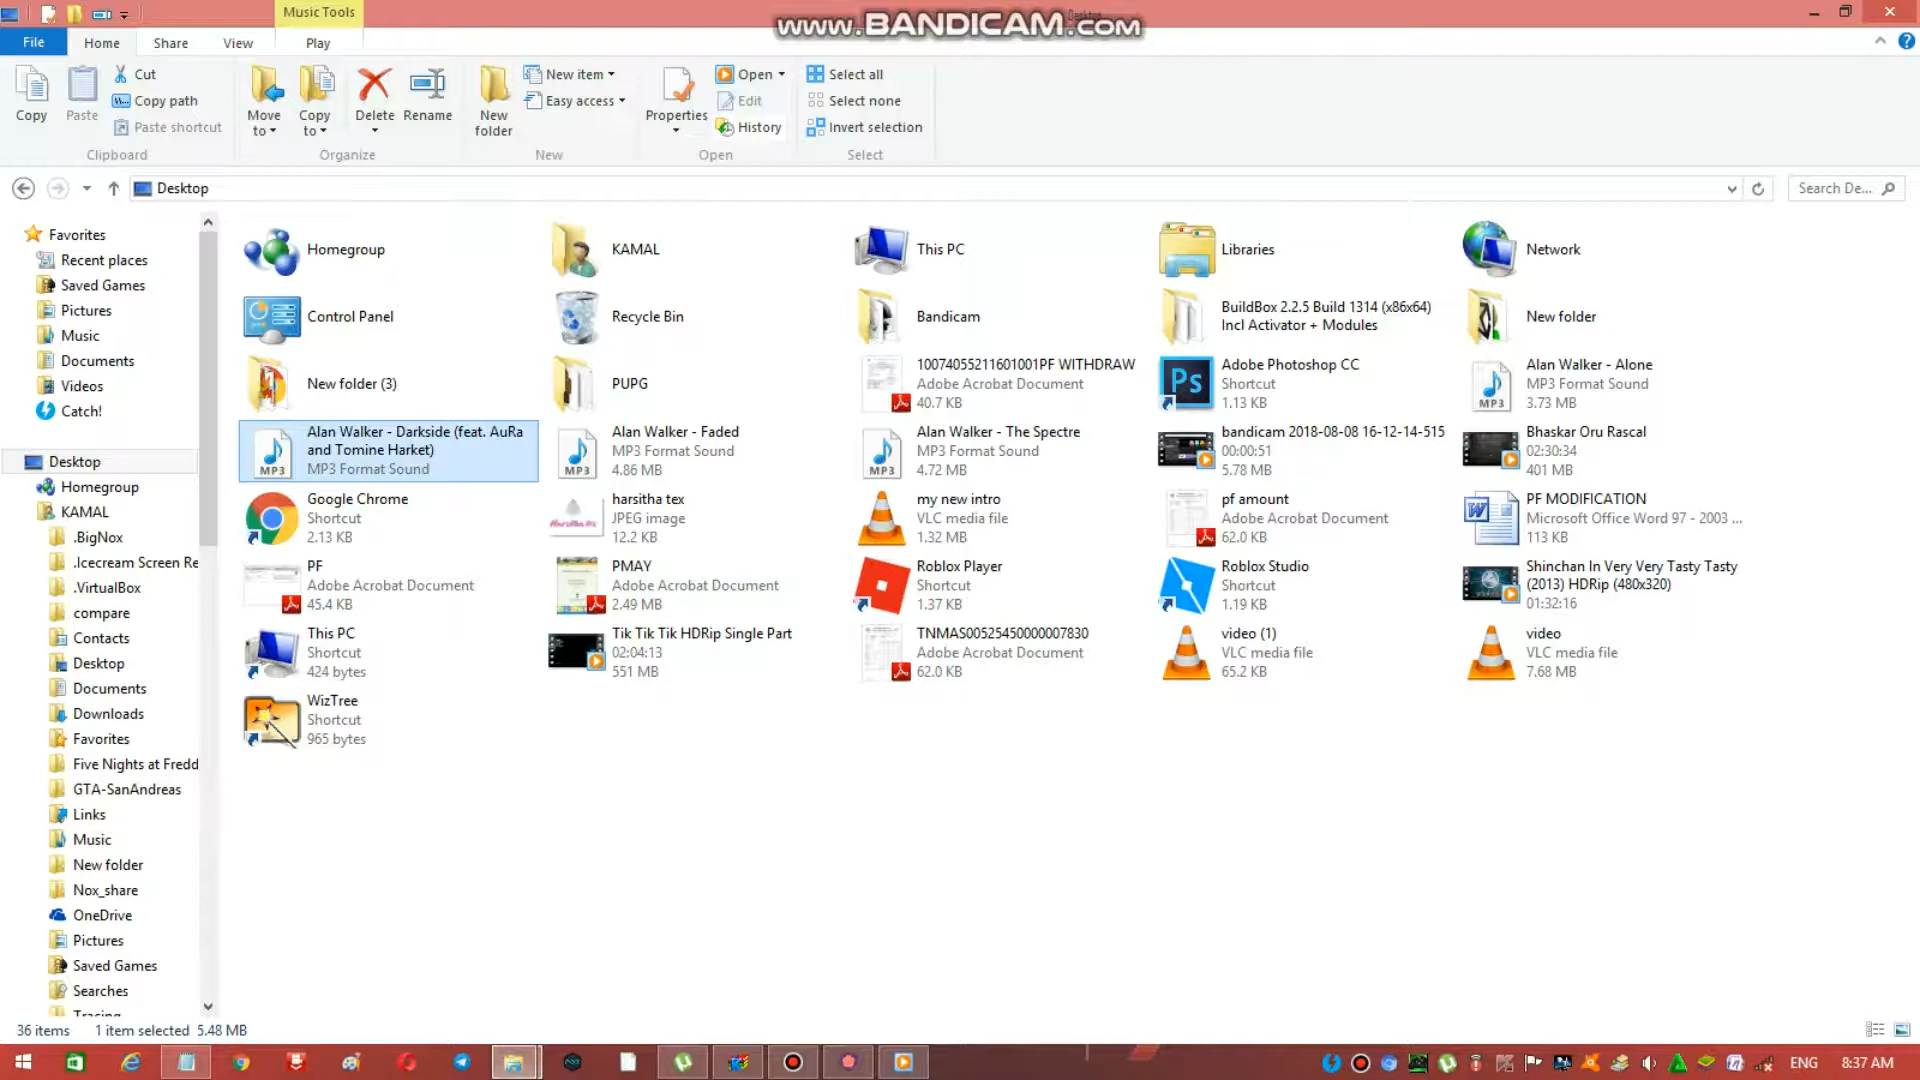 Music Tools
www.BANDICAM.com
File
Home
Share
View
Play
Copy
Paste
Cut
Copy path
Paste shortcut
Clipboard
Move to
Copy to
Delete
Rename
Organize
New folder
New item
Easy access
New
Properties
Open
Edit
History
Open
Select all
Select none
Invert selection
Select
Desktop
Search De...
Favorites
Recent places
Saved Games
Pictures
Music
Documents
Videos
Catch!
Desktop
Homegroup
KAMAL
.BigNox
.Icecream Screen Re
.VirtualBox
compare
Contacts
Desktop
Documents
Downloads
Favorites
Five Nights at Fredd
GTA-SanAndreas
Links
Music
New folder
Nox_share
OneDrive
Pictures
Saved Games
Searches
Homegroup
KAMAL
This PC
Libraries
Network
Control Panel
Recycle Bin
Bandicam
BuildBox 2.2.5 Build 1314 (x86x64)
Incl Activator + Modules
New folder
New folder (3)
PUPG
10074055211601001PF WITHDRAW
Adobe Acrobat Document
40.7 KB
Ps
Adobe Photoshop CC
Shortcut
1.13 KB
MP3
Alan Walker - Alone
MP3 Format Sound
3.73 MB
MP3
Alan Walker - Darkside (feat. AuRa
and Tomine Harket)
MP3 Format Sound
MP3
Alan Walker - Faded
MP3 Format Sound
4.86 MB
MP3
Alan Walker - The Spectre
MP3 Format Sound
4.72 MB
bandicam 2018-08-08 16-12-14-515
00:00:51
5.78 MB
Bhaskar Oru Rascal
02:30:34
401 MB
Google Chrome
Shortcut
2.13 KB
harsitha tex
JPEG image
12.2 KB
my new intro
VLC media file
1.32 MB
pf amount
Adobe Acrobat Document
62.0 KB
PF MODIFICATION
Microsoft Office Word 97 - 2003 ...
113 KB
PF
Adobe Acrobat Document
45.4 KB
PMAY
Adobe Acrobat Document
2.49 MB
Roblox Player
Shortcut
1.37 KB
Roblox Studio
Shortcut
1.19 KB
Shinchan In Very Very Tasty Tasty
(2013) HDRip (480x320)
01:32:16
This PC
Shortcut
424 bytes
Tik Tik Tik HDRip Single Part
02:04:13
551 MB
TNMAS00525450000007830
Adobe Acrobat Document
62.0 KB
video (1)
VLC media file
65.2 KB
video
VLC media file
7.68 MB
WizTree
Shortcut
965 bytes
36 items
1 item selected 5.48 MB
ENG
8:37 AM